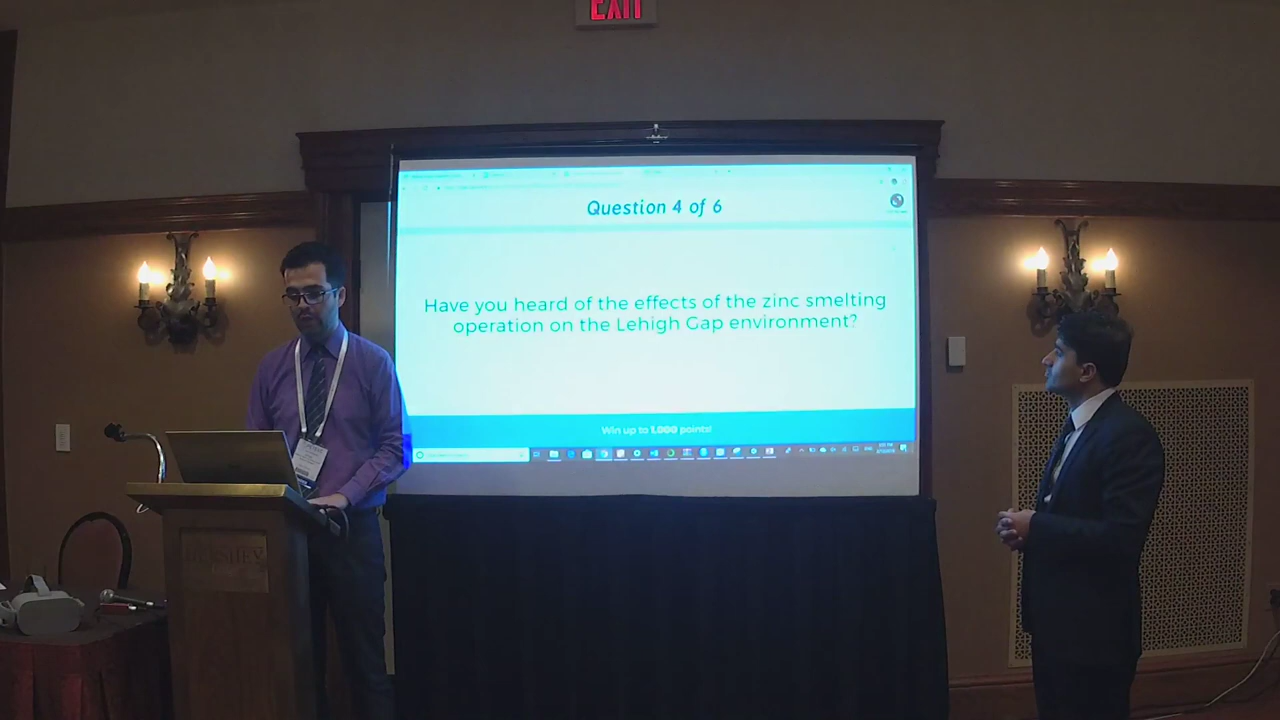 EXIT
Question 4 of 6
Have you heard of the effects of the zinc smelting
operation on the Lehigh Gap environment?
Win up to 1,000 points!
HERSHEY